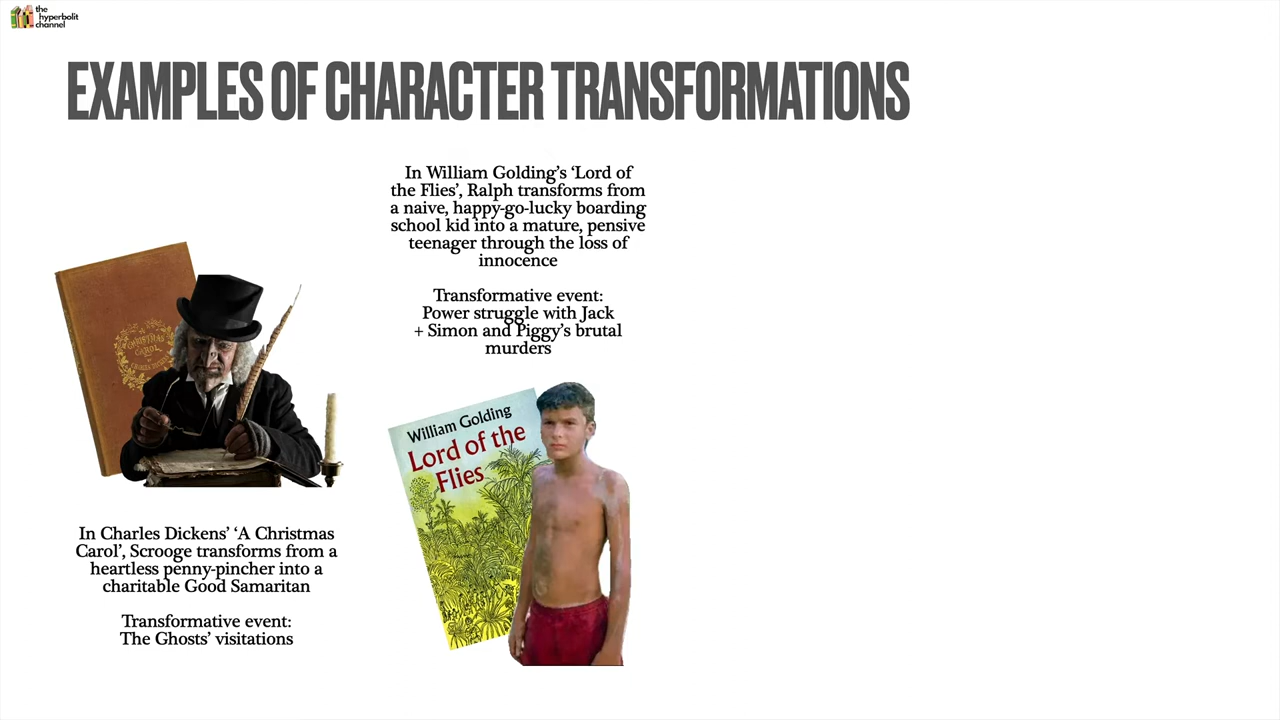 the
hyperbolit
channel
EXAMPLES OF CHARACTER TRANSFORMATIONS
In William Golding's ‘Lord of
the Flies’, Ralph transforms from
a naive, happy-go-lucky boarding
school kid into a mature, pensive
teenager through the loss of
innocence
Transformative event:
Power struggle with Jack
+ Simon and Piggy’s brutal
murders
CHRISTMAS
CAROL
William Golding
Lord of the
Flies
In Charles Dickens’ ‘A Christmas
Carol’, Scrooge transforms from a
heartless penny-pincher into a
charitable Good Samaritan
Transformative event:
The Ghosts’ visitations